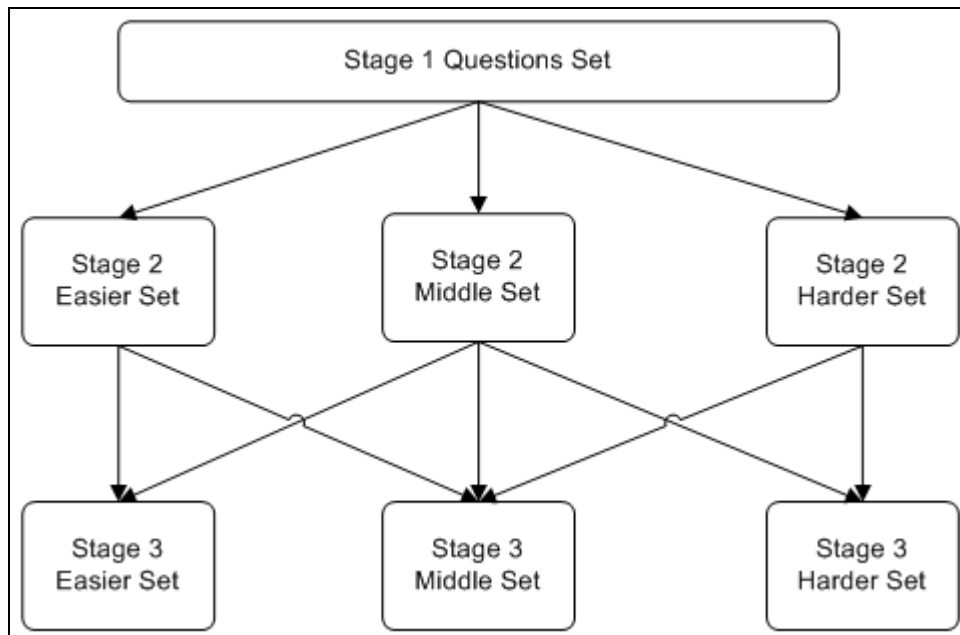 Stage 1 Questions Set
Stage 2
Easier Set
Stage 2
Middle Set
Stage 2
Harder Set
Stage 3
Easier Set
Stage 3
Middle Set
Stage 3
Harder Set